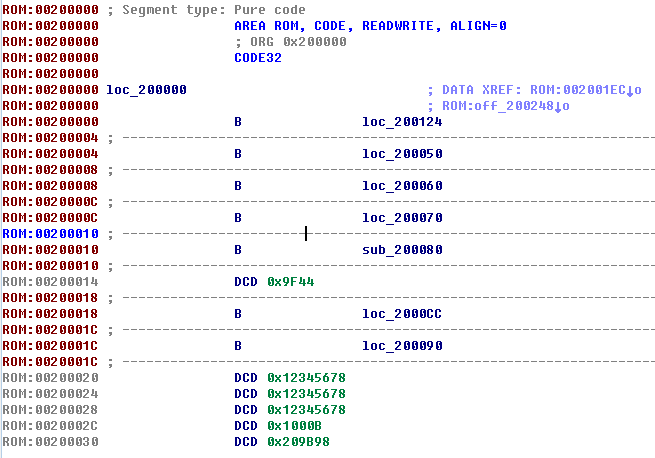 ROM:00200000 ; Segment type: Pure code
ROM:00200000 AREA ROM, CODE, READWRITE, ALIGN=0
ROM:00200000 ; ORG 0x200000
ROM:00200000 CODE32
ROM:00200000
ROM:00200000 loc_200000 ; DATA XREF: ROM:002001EC↓o
ROM:00200000 ; ROM:off_200248↓o
ROM:00200000 B loc_200124
ROM:00200004 ; ---------------------------------------------------------------------------
ROM:00200004 B loc_200050
ROM:00200008 ; ---------------------------------------------------------------------------
ROM:00200008 B loc_200060
ROM:0020000C ; ---------------------------------------------------------------------------
ROM:0020000C B loc_200070
ROM:00200010 ; ---------------------------------------------------------------------------
ROM:00200010 B sub_200080
ROM:00200010 ; ---------------------------------------------------------------------------
ROM:00200014 DCD 0x9F44
ROM:00200018 ; ---------------------------------------------------------------------------
ROM:00200018 B loc_2000CC
ROM:0020001C ; ---------------------------------------------------------------------------
ROM:0020001C B loc_200090
ROM:0020001C ; ---------------------------------------------------------------------------
ROM:00200020 DCD 0x12345678
ROM:00200024 DCD 0x12345678
ROM:00200028 DCD 0x12345678
ROM:0020002C DCD 0x1000B
ROM:00200030 DCD 0x209B98